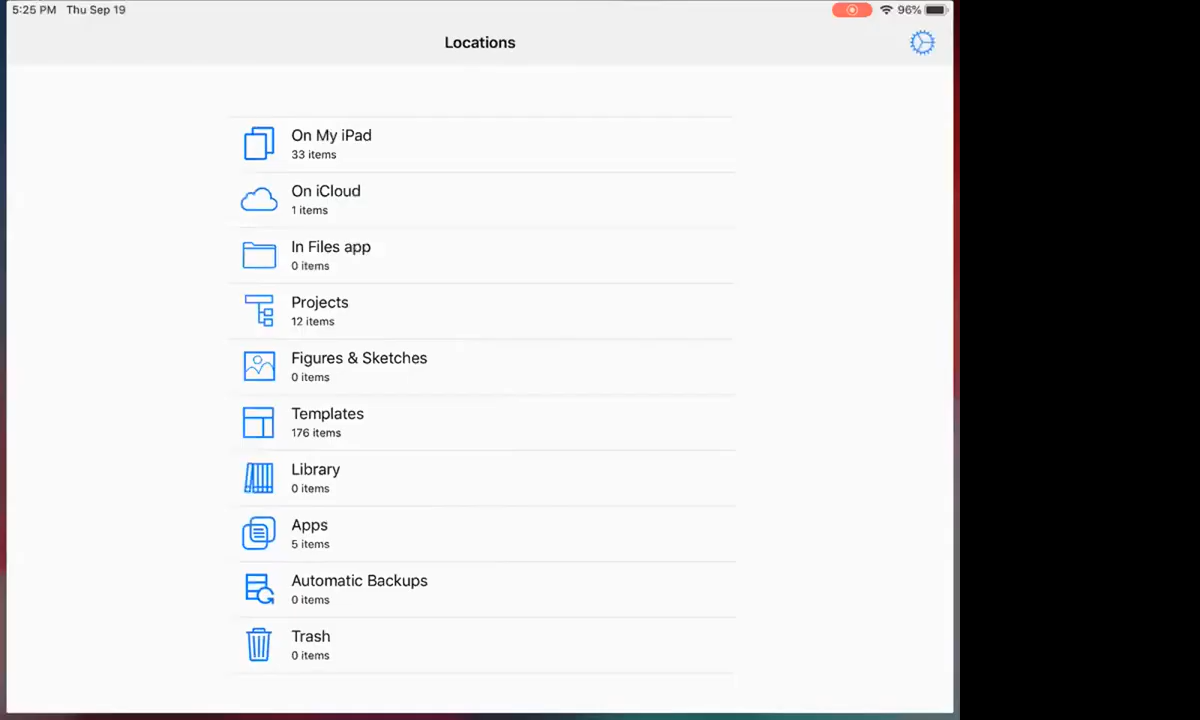 5:25 PM Thu Sep 19
96%
Locations
On My iPad
33 items
On iCloud
1 items
In Files app
0 items
Projects
12 items
Figures & Sketches
0 items
Templates
176 items
Library
0 items
Apps
5 items
Automatic Backups
0 items
Trash
0 items